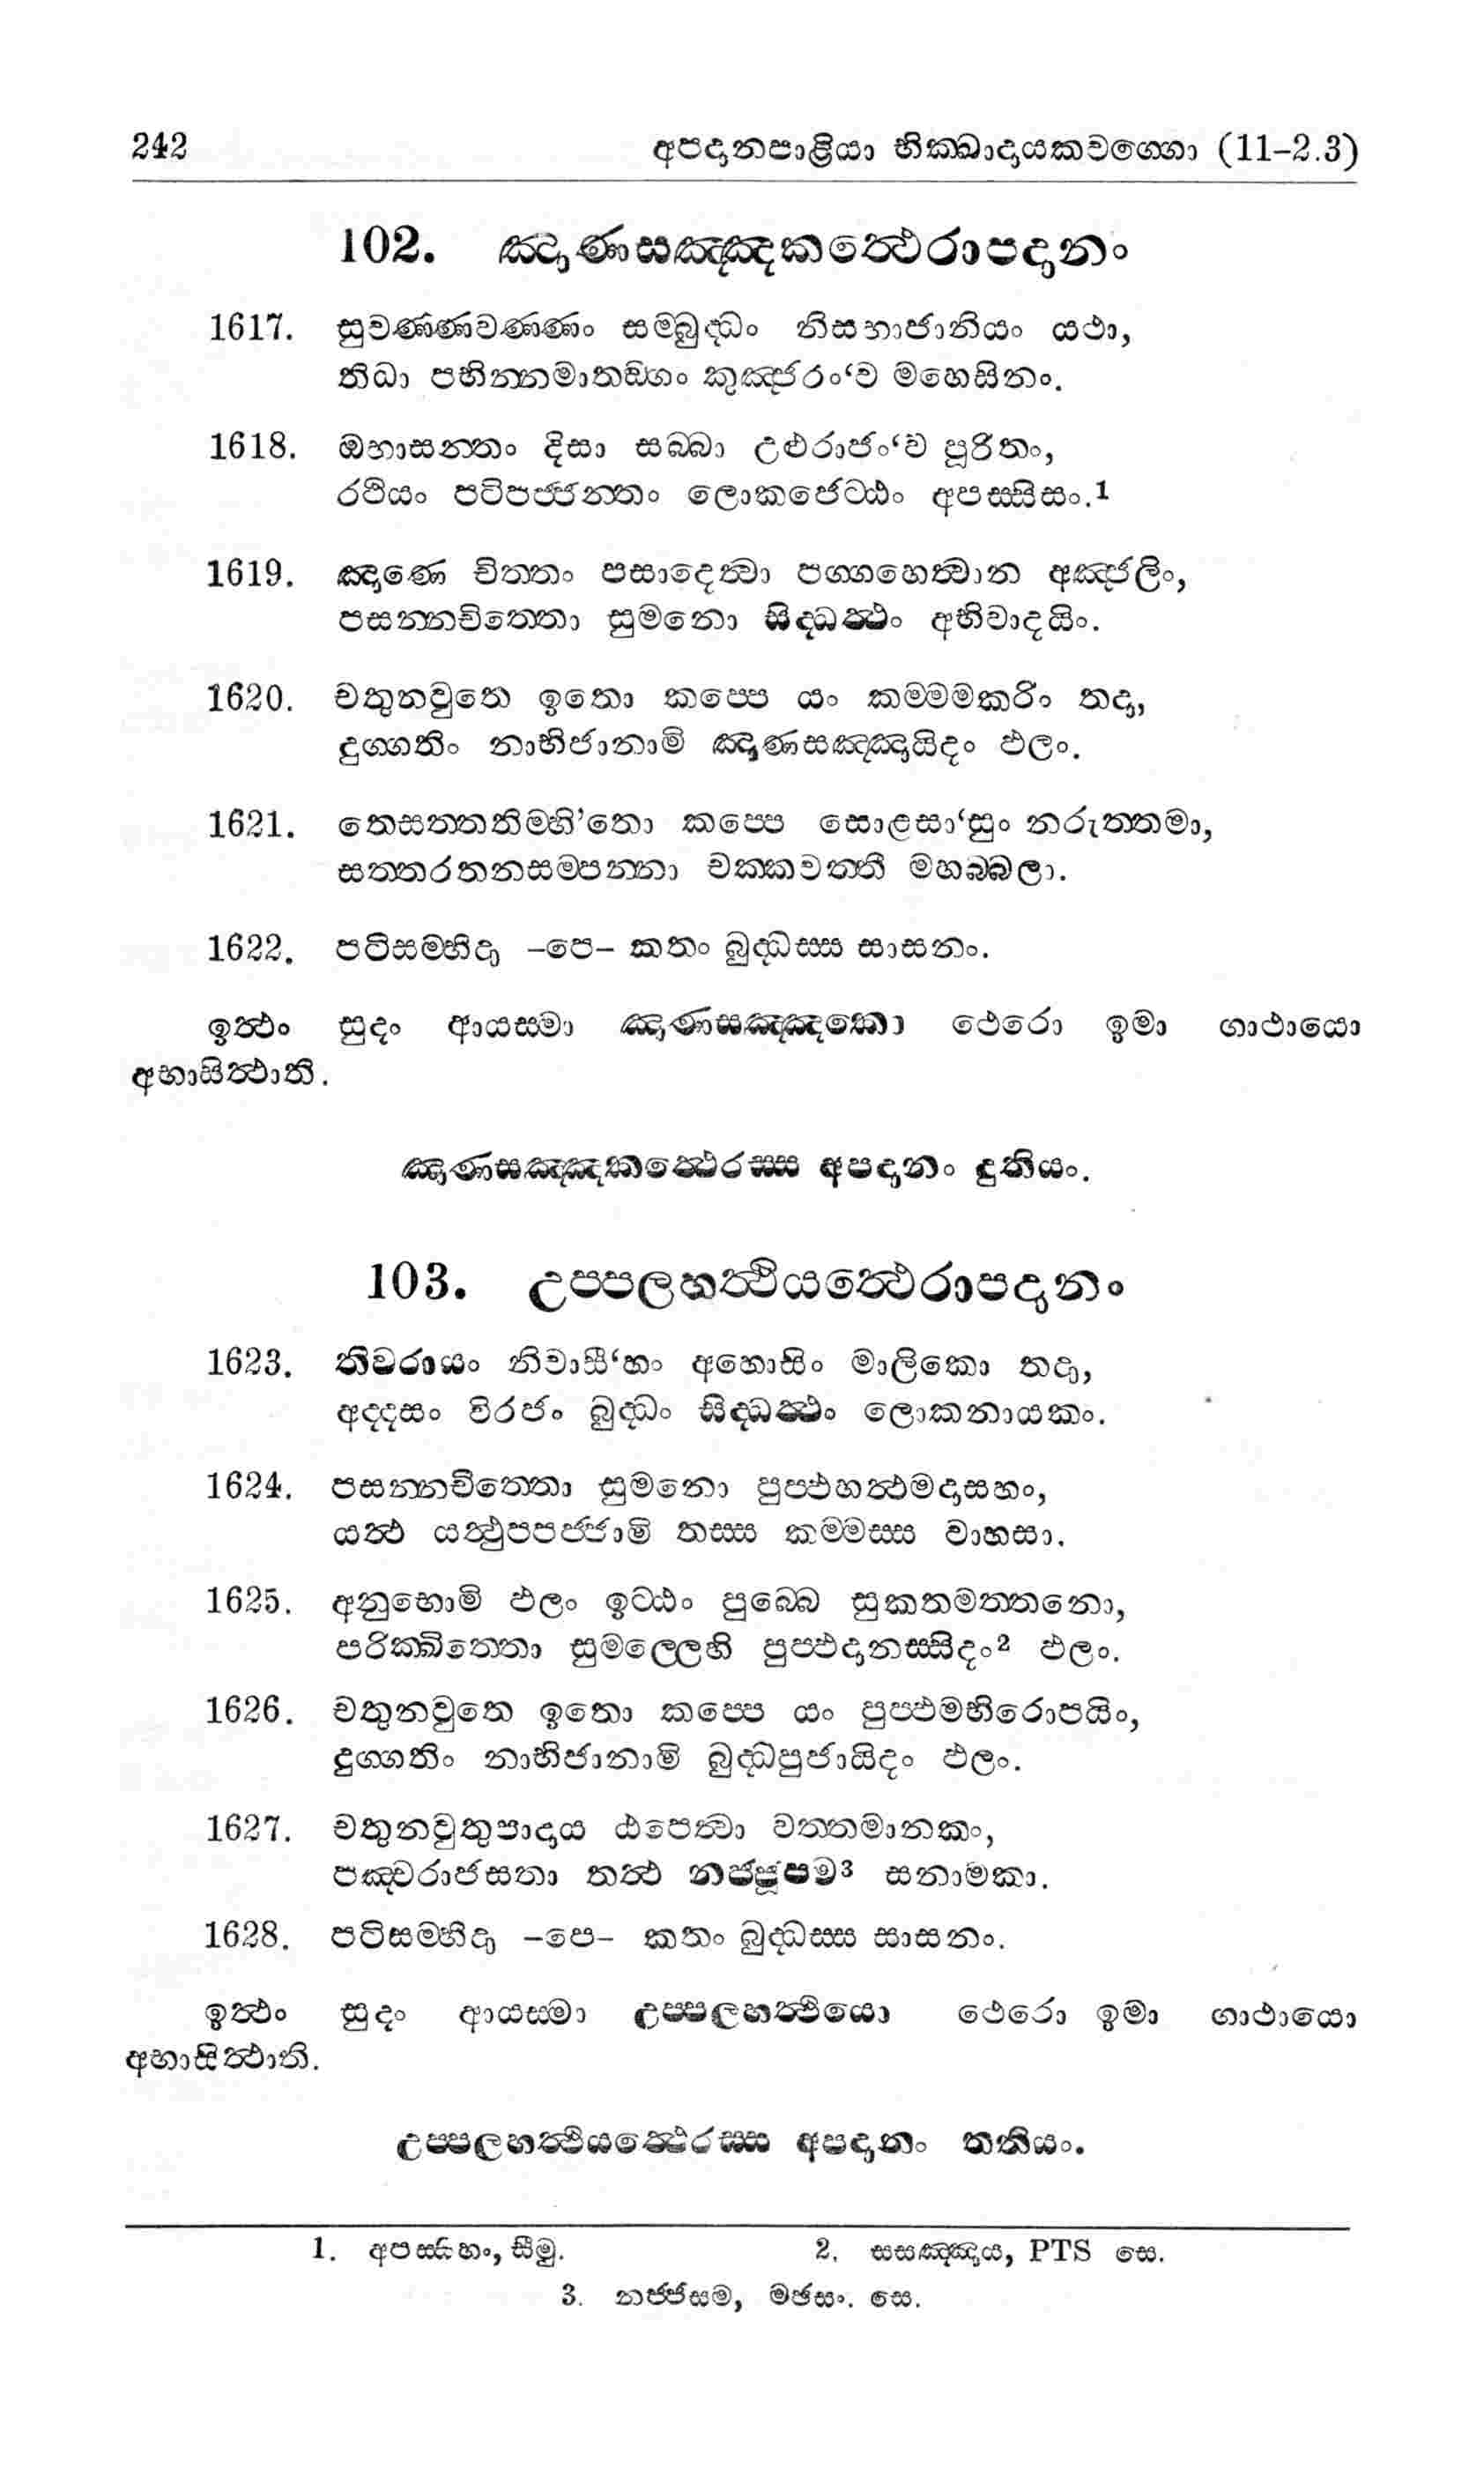 242 අපදානපාළියා භික්ඛාදායකවග්ගො (11-2.3)
102. ඤාණසඤ්ඤකත්ථෙරාපදානං
1617. සුවණ්ණවණ්ණං සම්බුද්ධං නිසභාජානියං යථා,
තිධා පභින්නමාතඞ්ගං කුඤ්ජරං‘ව මහෙසිනං.
1618. ඔභාසන්තං දිසා සබ්බා උළුරාජං‘ව පූරිතං,
රථියං පටිපජ්ජන්තං ලොකජෙට්ඨං අපස්සිසං.1
1619. ඤාණෙ චිත්තං පසාදෙත්වා පග්ගහෙත්වාන අඤ්ජලිං,
පසන්නචිත්තො සුමනො සිද්ධත්ථං අභිවාදයිං.
1620. චතුනවුතෙ ඉතො කප්පෙ යං කම්මමකරිං තදා,
දුග්ගතිං නාභිජානාමි ඤාණසඤ්ඤායිදං ඵලං.
1621. තෙසත්තතිම්හි’තො කප්පෙ සොළසා‘සුං නරුත්තමා,
සත්තරතනසම්පන්නා චක්කවත්තී මහබ්බලා.
1622. පටිසම්භිදා –පෙ– කතං බුද්ධස්ස සාසනං.
ඉත්ථං සුදං ආයස්මා ඤාණසඤ්ඤකො ථෙරො ඉමා ගාථායො
අභාසිත්ථාති.
ඤාණසඤ්ඤකත්ථෙරස්ස අපදානං දුතියං.
103. උප්පලහත්ථියත්ථෙරාපදානං
1623. තිවරායං නිවාසී‘හං අහොසිං මාලිකො තදා,
අද්දසං විරජං බුද්ධං සිද්ධත්ථං ලොකනායකං.
1624. පසන්නචිත්තො සුමනො පුප්ඵහත්ථමදාසහං,
යත්ථ යත්ථුපපජ්ජාමි තස්ස කම්මස්ස වාහසා.
1625. අනුභොමි ඵලං ඉට්ඨං පුබ්බෙ සුකතමත්තනො,
පරික්ඛිත්තො සුමල්ලෙහි පුප්ඵදානස්සිදං2 ඵලං.
1626. චතුනවුතෙ ඉතො කප්පෙ යං පුප්ඵමභිරොපයිං,
දුග්ගතිං නාභිජානාමි බුද්ධපුජායිදං ඵලං.
1627. චතුනවුතුපාදාය ඨපෙත්වා වත්තමානකං,
පඤ්චරාජසතා තත්ථ නජ්ජූපම3 සනාමකා.
1628. පටිසම්භිදා –පෙ– කතං බුද්ධස්ස සාසනං.
ඉත්ථං සුදං ආයස්මා උප්පලහත්ථියො ථෙරො ඉමා ගාථායො
අභාසිත්ථාති.
උප්පලහත්ථියත්ථෙරස්ස අපදානං තතියං.
1. සීමු. 2. සසඤ්ඤාය, PTS සෙ.
3. නජ්ජසම, මඡසං. සෙ.